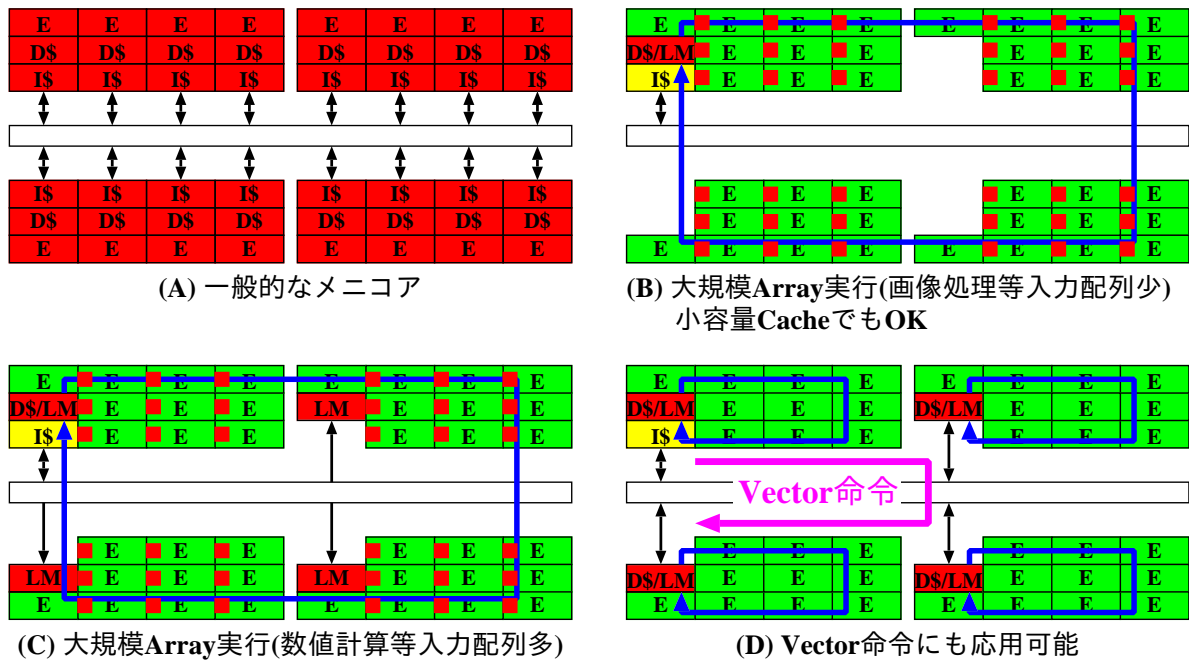 E E E E E E E E
D$ D$ D$ D$ D$ D$ D$ D$
I$ I$ I$ I$ I$ I$ I$ I$
I$ I$ I$ I$ I$ I$ I$ I$
D$ D$ D$ D$ D$ D$ D$ D$
E E E E E E E E
(A) 一般的なメニコア
E E E E E E E E
D$/LM E E E E E E
I$ E E E E E E
E E E E E E
E E E E E E
E E E E E E E E
(B) 大規模Array実行(画像処理等入力配列少)
小容量CacheでもOK
E E E E E E E E
D$/LM E E E LM E E E
I$ E E E E E E
E E E E E E
LM E E E LM E E E
E E E E E E E E
(C) 大規模Array実行(数値計算等入力配列多)
E E E E E E E E
D$/LM E E E D$/LM E E E
I$ E E E E E E
Vector命令
E E E E E E
D$/LM E E E D$/LM E E E
E E E E E E E E
(D) Vector命令にも応用可能